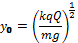 y₀ = (kqQ/mg)^(1/2)